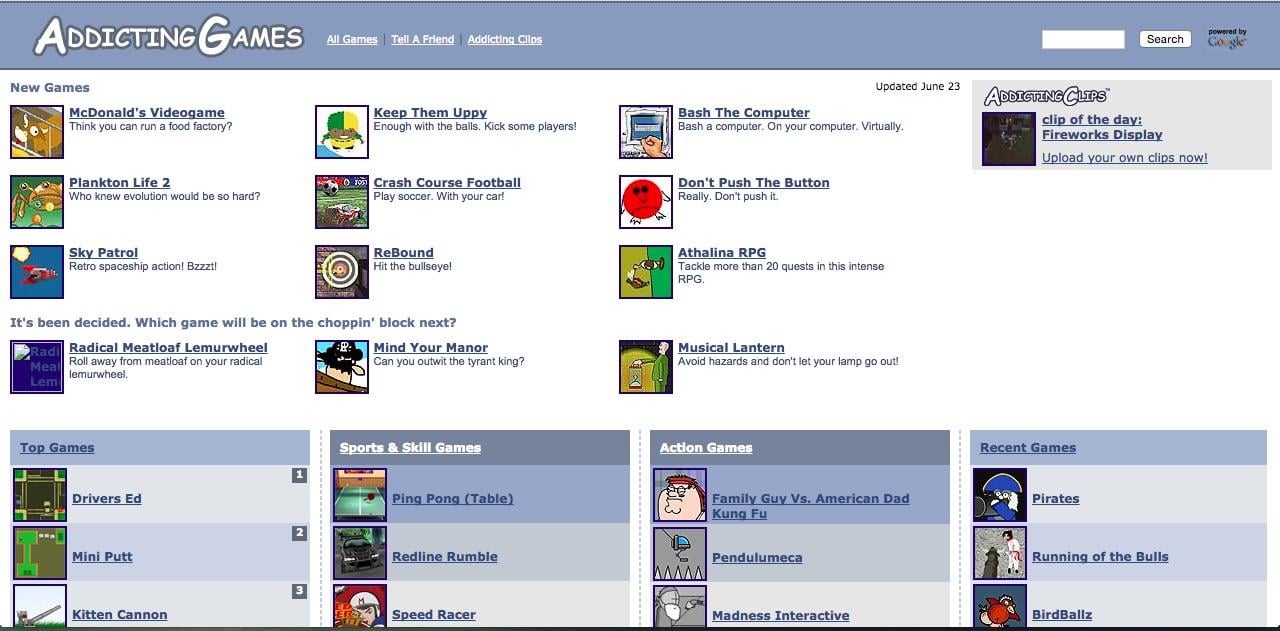 ADDICTINGGAMES
All Games | Tell A Friend | Addicting Clips
Search
powered by
Google
New Games
Updated June 23
McDonald's Videogame
Think you can run a food factory?
Keep Them Uppy
Enough with the balls. Kick some players!
Bash The Computer
Bash a computer. On your computer. Virtually.
ADDICTINGCLIPS™
clip of the day:
Fireworks Display
Upload your own clips now!
Plankton Life 2
Who knew evolution would be so hard?
Crash Course Football
Play soccer. With your car!
Don't Push The Button
Really. Don't push it.
Sky Patrol
Retro spaceship action! Bzzzt!
ReBound
Hit the bullseye!
Athalina RPG
Tackle more than 20 quests in this intense
RPG.
It's been decided. Which game will be on the choppin' block next?
Radi
Meat
Lem
Radical Meatloaf Lemurwheel
Roll away from meatloaf on your radical
lemurwheel.
Mind Your Manor
Can you outwit the tyrant king?
Musical Lantern
Avoid hazards and don't let your lamp go out!
Top Games
1
Drivers Ed
2
Mini Putt
3
Kitten Cannon
Sports & Skill Games
Ping Pong (Table)
Redline Rumble
Speed Racer
Action Games
Family Guy Vs. American Dad
Kung Fu
Pendulumeca
Madness Interactive
Recent Games
Pirates
Running of the Bulls
BirdBallz